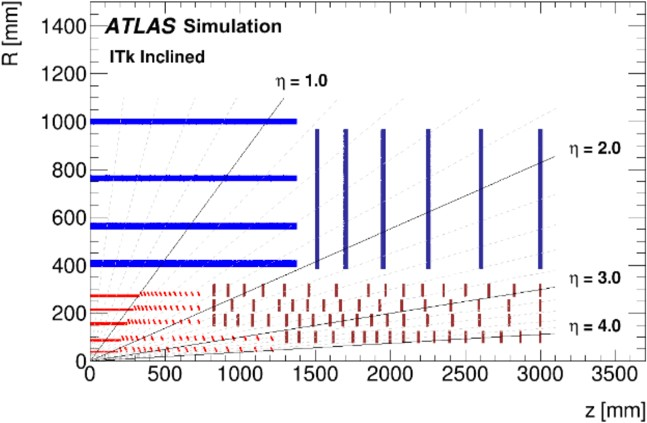 R [mm]
1400
1200
1000
800
600
400
200
0
ATLAS Simulation
ITk Inclined
η = 1.0
η = 2.0
η = 3.0
η = 4.0
0 500 1000 1500 2000 2500 3000 3500
z [mm]